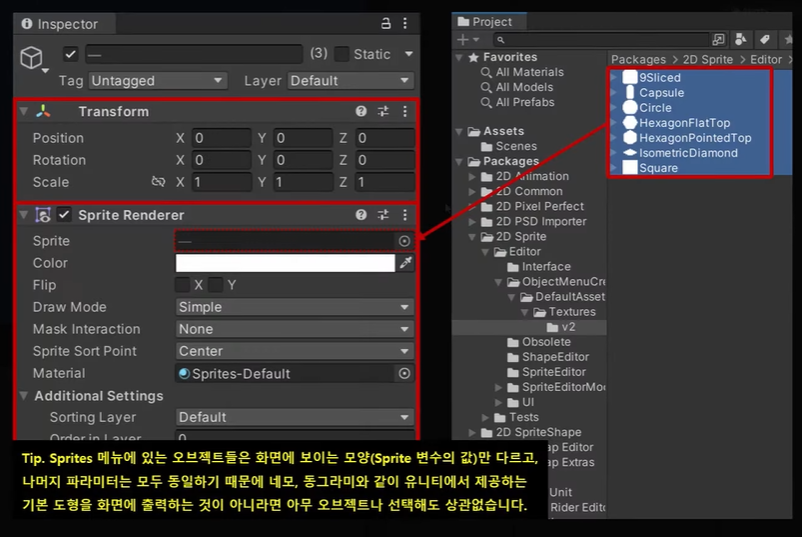 Inspector
(3)
Static
Tag Untagged
Layer Default
Transform
Position X 0 Y 0 Z 0
Rotation X 0 Y 0 Z 0
Scale X 1 Y 1 Z 1
Sprite Renderer
Sprite —
Color
Flip X Y
Draw Mode Simple
Mask Interaction None
Sprite Sort Point Center
Material Sprites-Default
Additional Settings
Sorting Layer Default
Order in Layer 0
Project
Favorites
All Materials
All Models
All Prefabs
Assets
Scenes
Packages
2D Animation
2D Common
2D Pixel Perfect
2D PSD Importer
2D Sprite
Editor
Interface
ObjectMenuCre
DefaultAsset
Textures
v2
Obsolete
ShapeEditor
SpriteEditor
SpriteEditorMod
UI
Tests
2D SpriteShape
ap Editor
ap Extras
Unit
Rider Edit
Packages > 2D Sprite > Editor >
9Sliced
Capsule
Circle
HexagonFlatTop
HexagonPointedTop
IsometricDiamond
Square
Tip. Sprites 메뉴에 있는 오브젝트들은 화면에 보이는 모양(Sprite 변수의 값)만 다르고,
나머지 파라미터는 모두 동일하기 때문에 네모, 동그라미와 같이 유니티에서 제공하는
기본 도형을 화면에 출력하는 것이 아니라면 아무 오브젝트나 선택해도 상관없습니다.